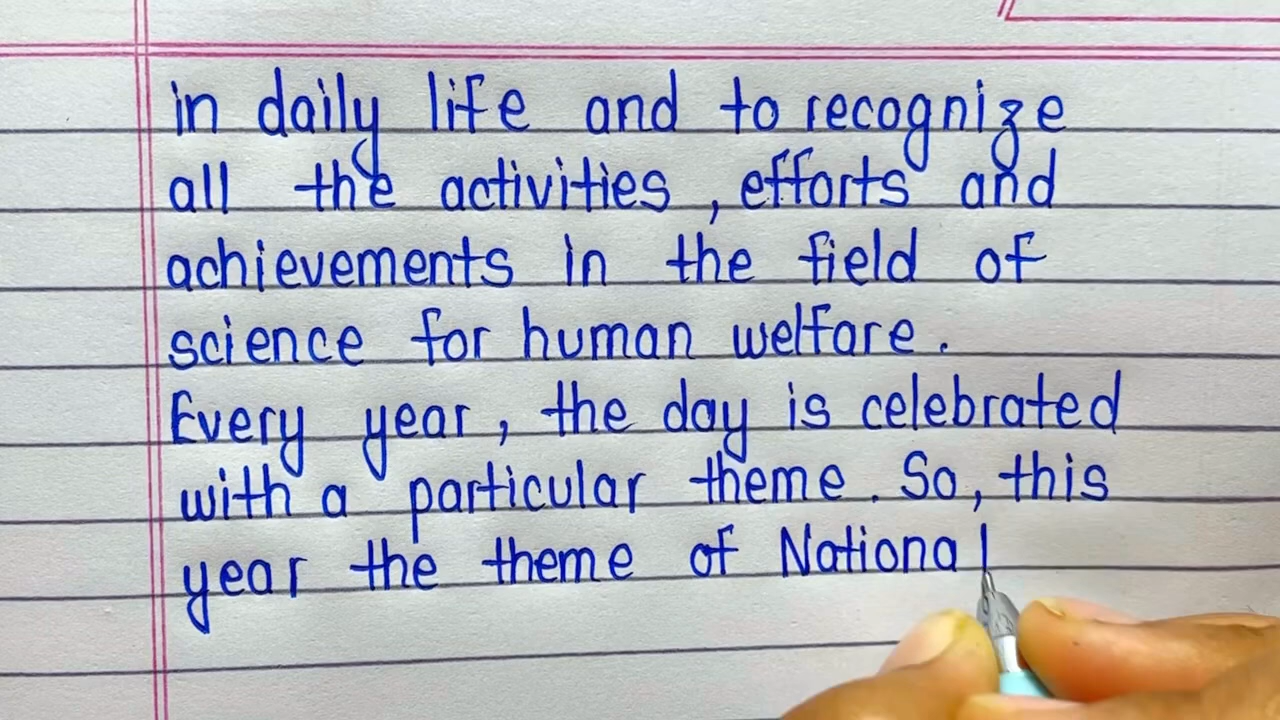 in daily life and to recognize
all the activities, efforts and
achievements in the field of
science for human welfare.
Every year, the day is celebrated
with a particular theme. So, this
year the theme of National